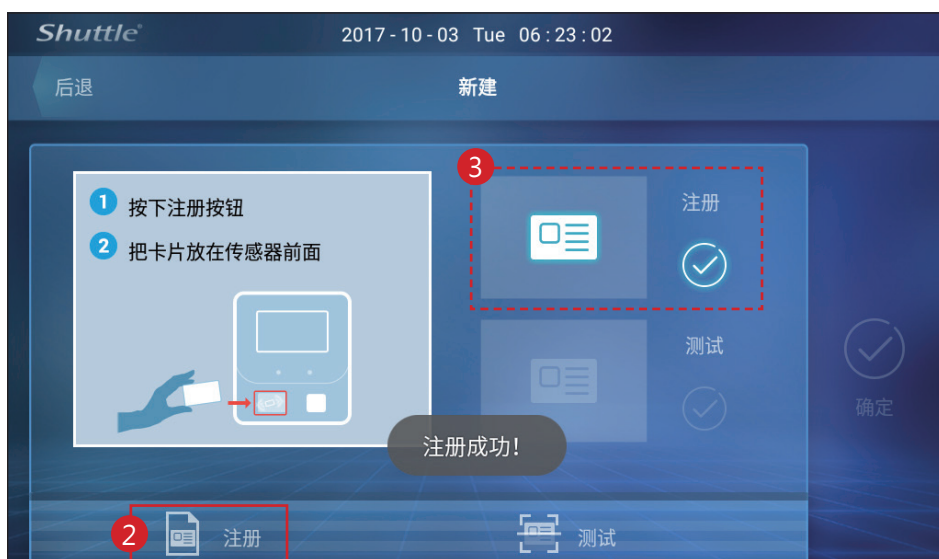 Shuttle® 2017-10-03 Tue 06:23:02
后退 新建
3
1 按下注册按钮
2 把卡片放在传感器前面
注册
测试
确定
注册成功!
2 注册 测试